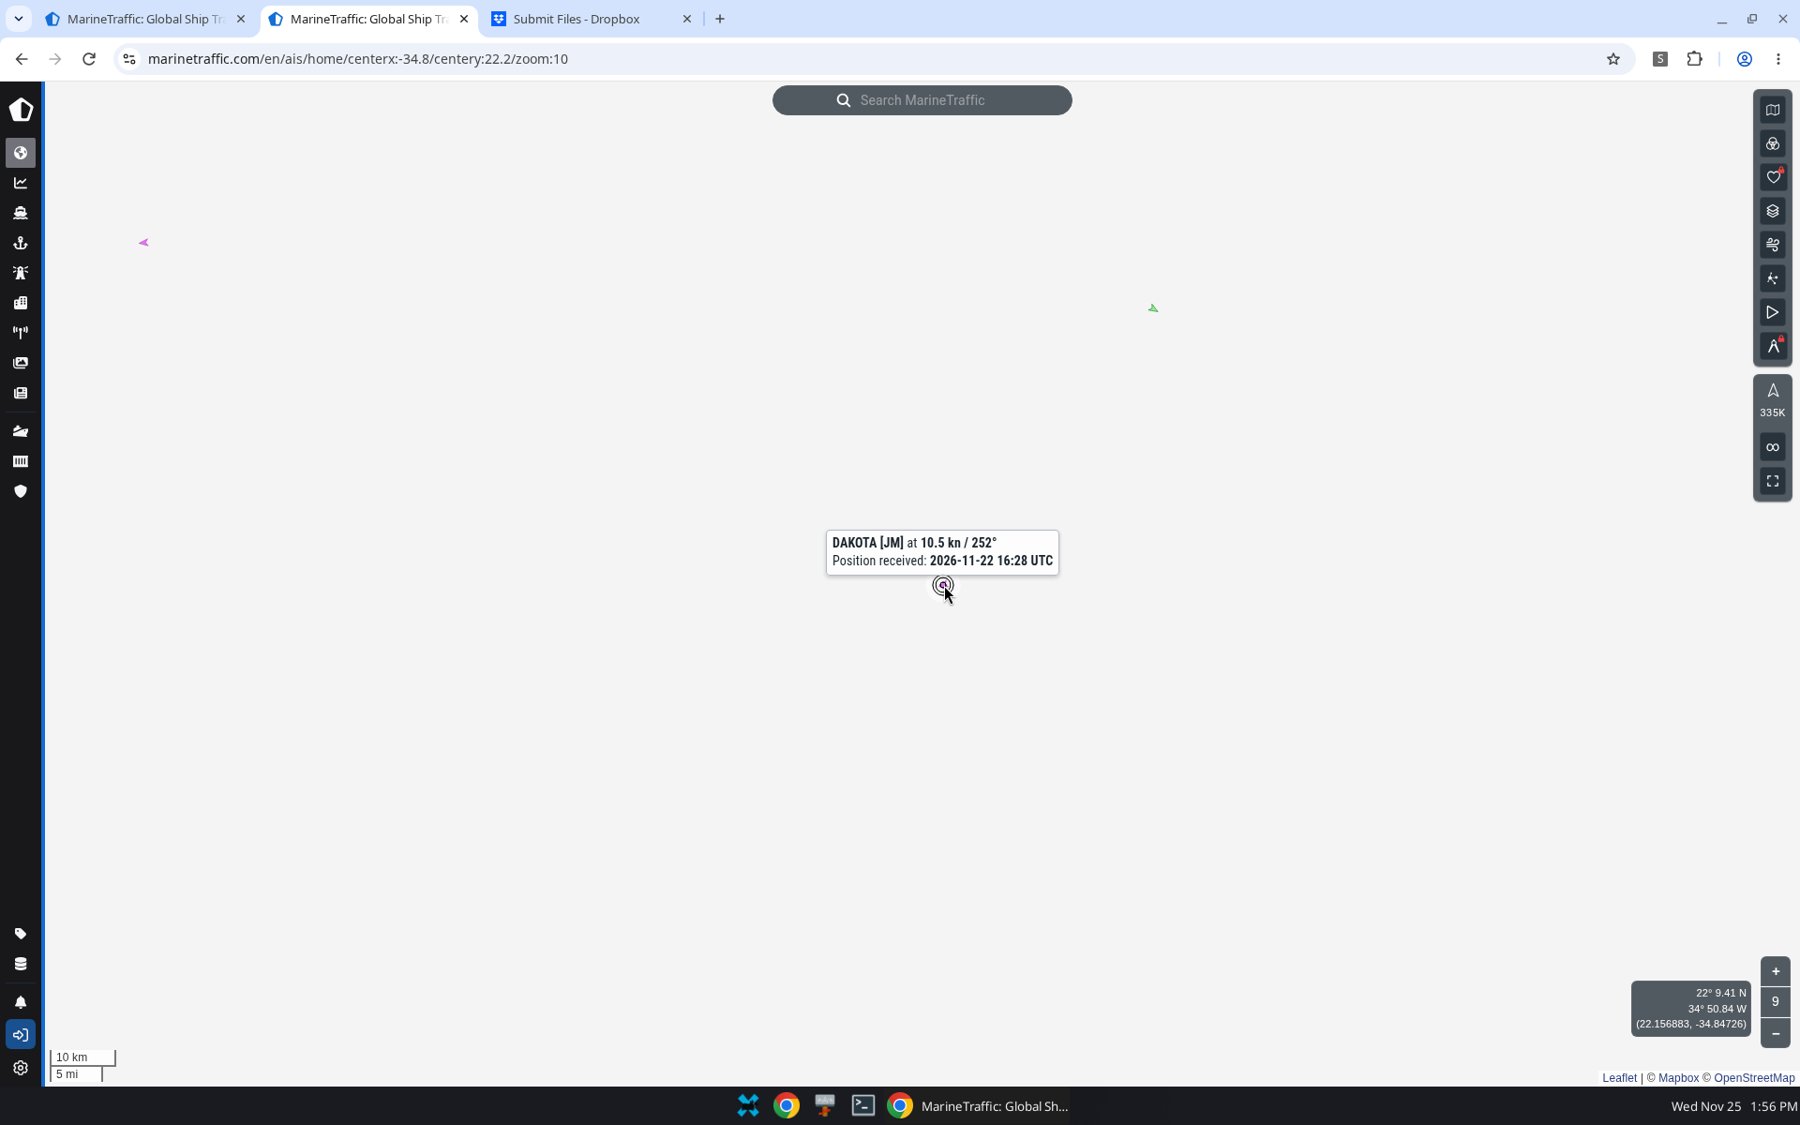 MarineTraffic: Global Ship Tra
MarineTraffic: Global Ship Tra
Submit Files - Dropbox
marinetraffic.com/en/ais/home/centerx:-34.8/centery:22.2/zoom:10
S
Search MarineTraffic
335K
DAKOTA [JM] at 10.5 kn / 252°
Position received: 2026-11-22 16:28 UTC
22° 9.41 N
34° 50.84 W
(22.156883, -34.84726)
+
9
−
10 km
5 mi
Leaflet | © Mapbox © OpenStreetMap
MarineTraffic: Global Sh...
Wed Nov 25 1:56 PM